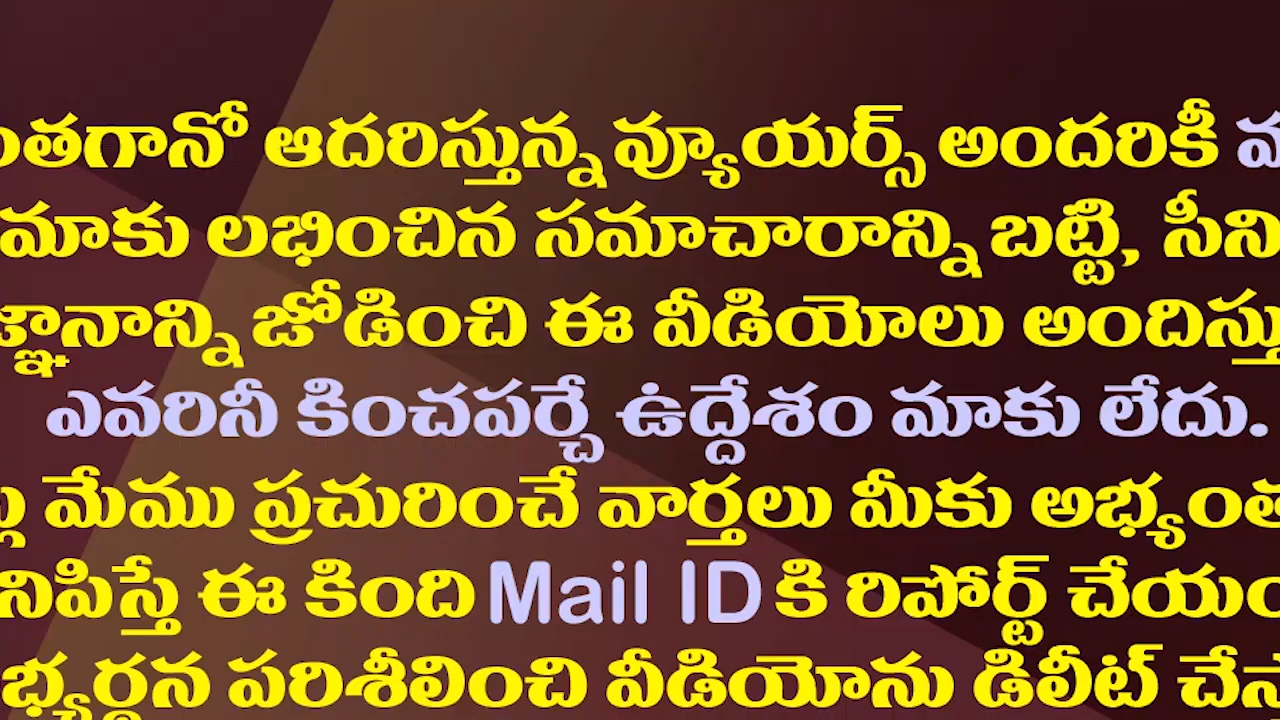 ఆదరిస్తున్న వ్యూయర్స్ అందరికీ
మాకు లభించిన సమాచారాన్ని బట్టి,
జోడించి ఈ వీడియోలు
ఎవరినీ కించపర్చే ఉద్దేశం మాకు లేదు.
మేము ప్రచురించే వార్తలు మీకు
ఈ కింది Mail ID కి రిపోర్ట్
పరిశీలించి వీడియోను డిలీట్